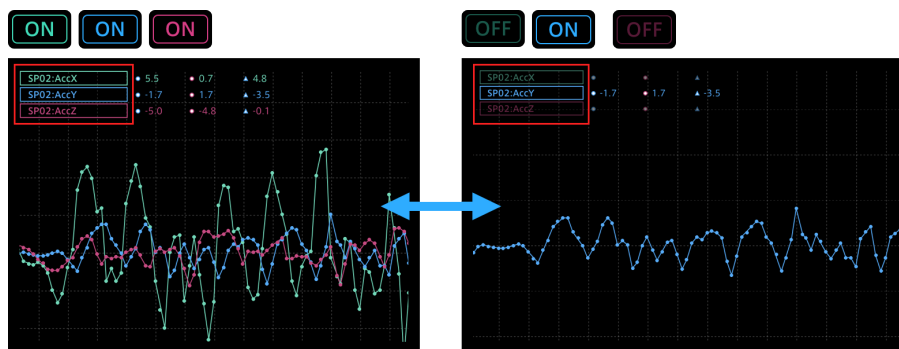 ON ON ON
OFF ON OFF
SP02:AccX 5.5 0.7 4.8
SP02:AccY -1.7 1.7 -3.5
SP02:AccZ -5.0 -4.8 -0.1
SP02:AccX
SP02:AccY -1.7 1.7 -3.5
SP02:AccZ